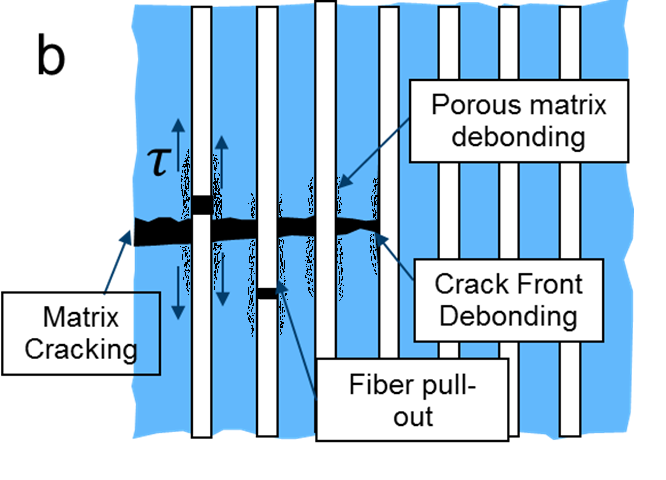 b
Porous matrix
debonding
τ
Crack Front
Debonding
Matrix
Cracking
Fiber pull-
out